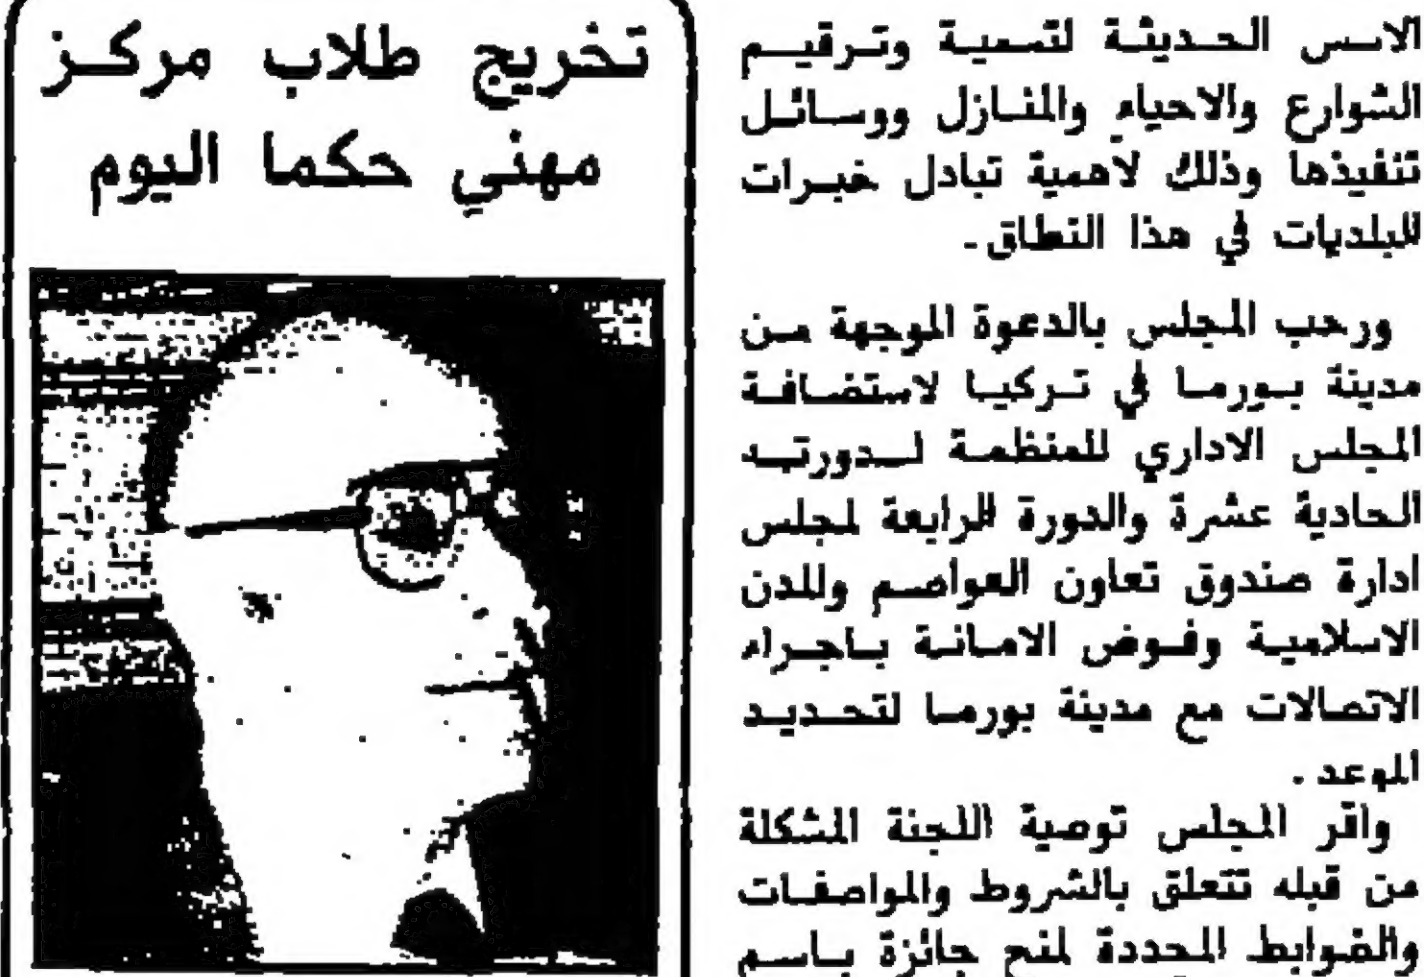 الاسس الحديثة لتسمية وترقيم
الشوارع والاحياء والمنازل ووسائل
تنفيذها وذلك لاهمية تبادل خبرات
البلديات في هذا النطاق.
ورحب المجلس بالدعوة الموجهة من
مدينة بورما في تركيا لاستضافة
المجلس الاداري للمنظمة لدورتيه
الحادية عشرة والدورة الرابعة لمجلس
ادارة صندوق تعاون العواصم والمدن
الاسلامية وفوض الامانة باجراء
الاتصالات مع مدينة بورما لتحديد
الموعد.
واقر المجلس توصية اللجنة المشكلة
من قبله تتعلق بالشروط والمواصفات
والضوابط المحددة لمنح جائزة باسم
تخريج طلاب مركز
مهني حكما اليوم